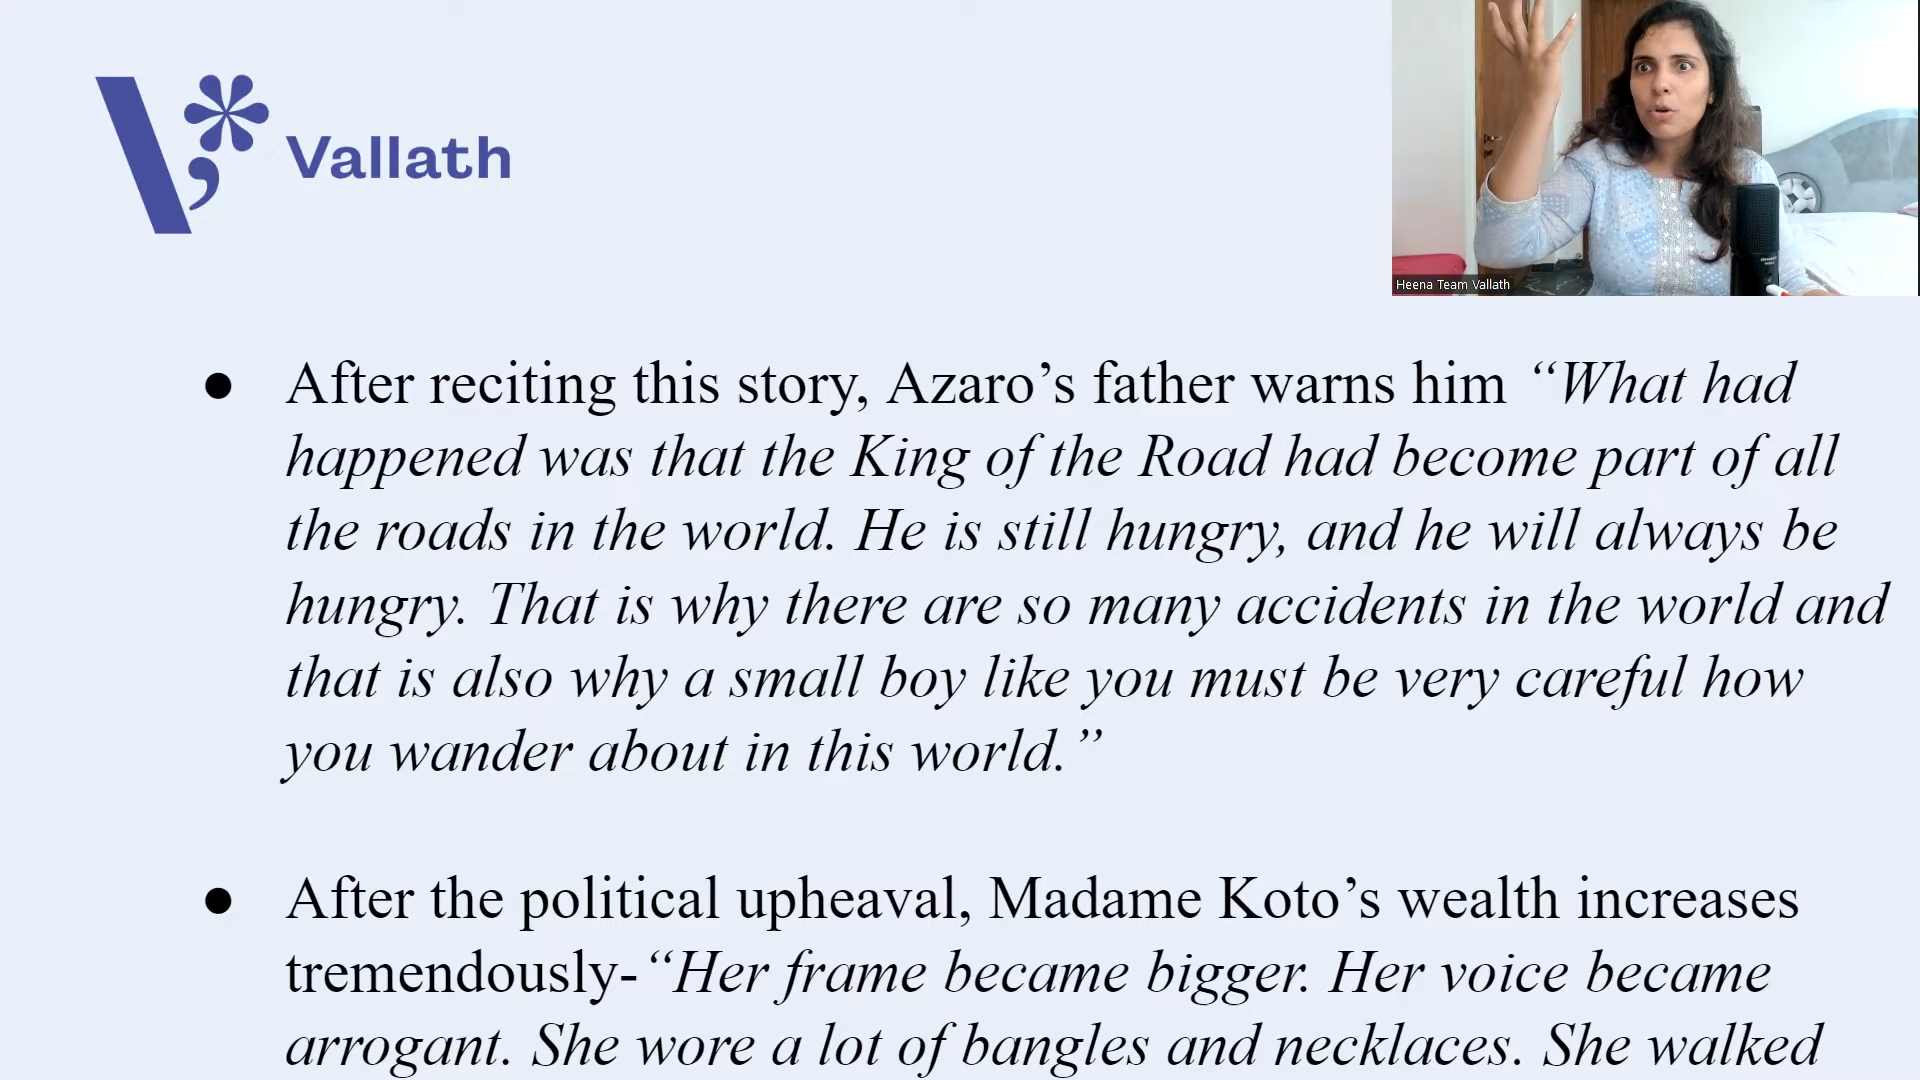 Vallath
Heena Team Vallath
● After reciting this story, Azaro’s father warns him “What had
happened was that the King of the Road had become part of all
the roads in the world. He is still hungry, and he will always be
hungry. That is why there are so many accidents in the world and
that is also why a small boy like you must be very careful how
you wander about in this world.”
● After the political upheaval, Madame Koto’s wealth increases
tremendously-“Her frame became bigger. Her voice became
arrogant. She wore a lot of bangles and necklaces. She walked